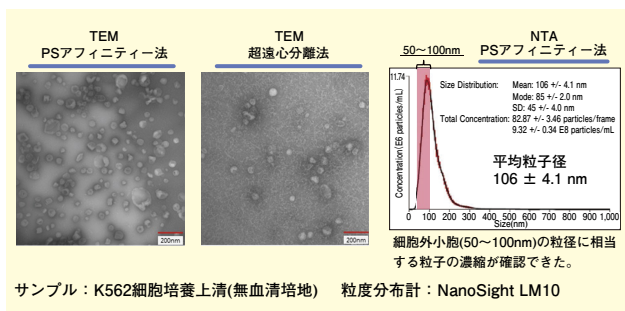 TEM
PSアフィニティー法
200nm
TEM
超遠心分離法
200nm
50～100nm
NTA
PSアフィニティー法
11.74
Concentration(E6 particles/mL)
Size Distribution: Mean: 106 +/- 4.1 nm
Mode: 85 +/- 2.0 nm
SD: 45 +/- 4.0 nm
Total Concentration: 82.87 +/- 3.46 particles/frame
9.32 +/- 0.34 E8 particles/mL
平均粒子径
106 ± 4.1 nm
0 100 200 300 400 500 600 700 800 900 1,000
Size(nm)
細胞外小胞(50～100nm)の粒径に相当
する粒子の濃縮が確認できた。
サンプル：K562細胞培養上清(無血清培地) 粒度分布計：NanoSight LM10